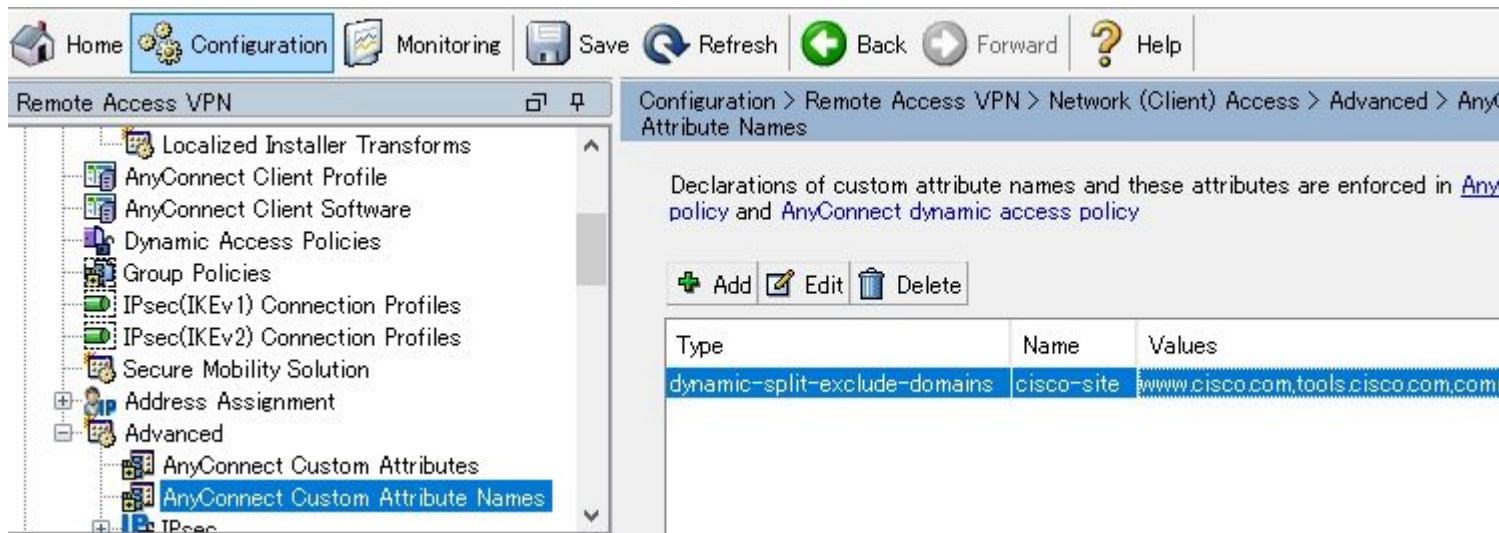 Home Configuration Monitoring Save Refresh Back Forward Help
Remote Access VPN
Localized Installer Transforms
AnyConnect Client Profile
AnyConnect Client Software
Dynamic Access Policies
Group Policies
IPsec(IKEv1) Connection Profiles
IPsec(IKEv2) Connection Profiles
Secure Mobility Solution
Address Assignment
Advanced
AnyConnect Custom Attributes
AnyConnect Custom Attribute Names
IPsec
Configuration > Remote Access VPN > Network (Client) Access > Advanced > Any
Attribute Names
Declarations of custom attribute names and these attributes are enforced in Any
policy and AnyConnect dynamic access policy
Add Edit Delete
Type Name Values
dynamic-split-exclude-domains cisco-site www.cisco.com,tools.cisco.com,com